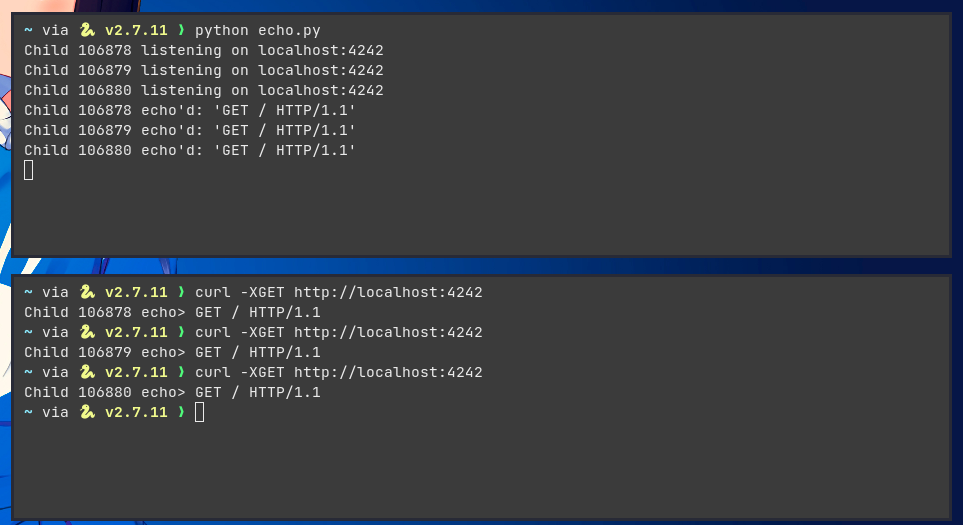 ~ via 🐍 v2.7.11 ❯ python echo.py
Child 106878 listening on localhost:4242
Child 106879 listening on localhost:4242
Child 106880 listening on localhost:4242
Child 106878 echo'd: 'GET / HTTP/1.1'
Child 106879 echo'd: 'GET / HTTP/1.1'
Child 106880 echo'd: 'GET / HTTP/1.1'
~ via 🐍 v2.7.11 ❯ curl -XGET http://localhost:4242
Child 106878 echo> GET / HTTP/1.1
~ via 🐍 v2.7.11 ❯ curl -XGET http://localhost:4242
Child 106879 echo> GET / HTTP/1.1
~ via 🐍 v2.7.11 ❯ curl -XGET http://localhost:4242
Child 106880 echo> GET / HTTP/1.1
~ via 🐍 v2.7.11 ❯